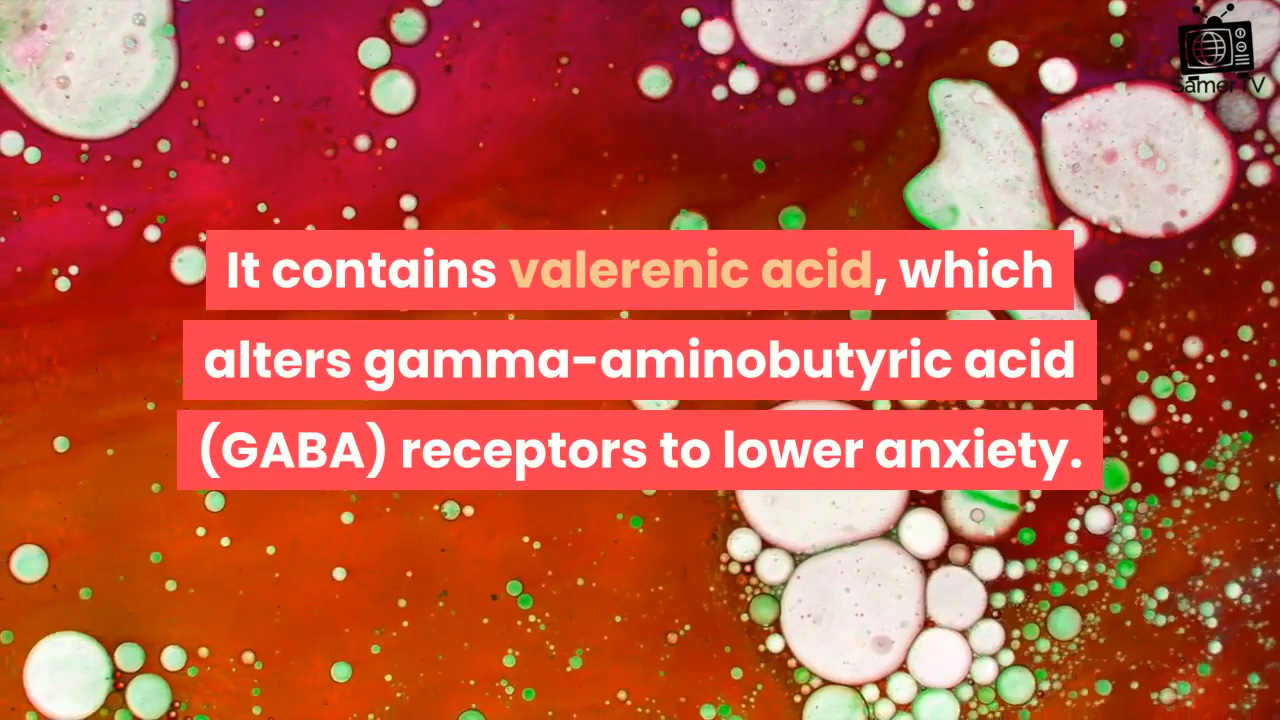 Samer TV
It contains valerenic acid, which
alters gamma-aminobutyric acid
(GABA) receptors to lower anxiety.